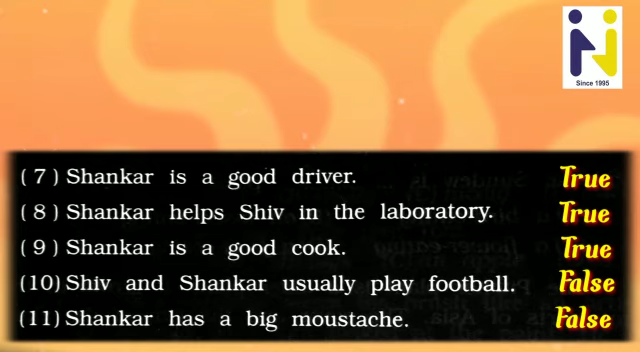 Since 1995
(7) Shankar is a good driver. True
(8) Shankar helps Shiv in the laboratory. True
(9) Shankar is a good cook. True
(10) Shiv and Shankar usually play football. False
(11) Shankar has a big moustache. False